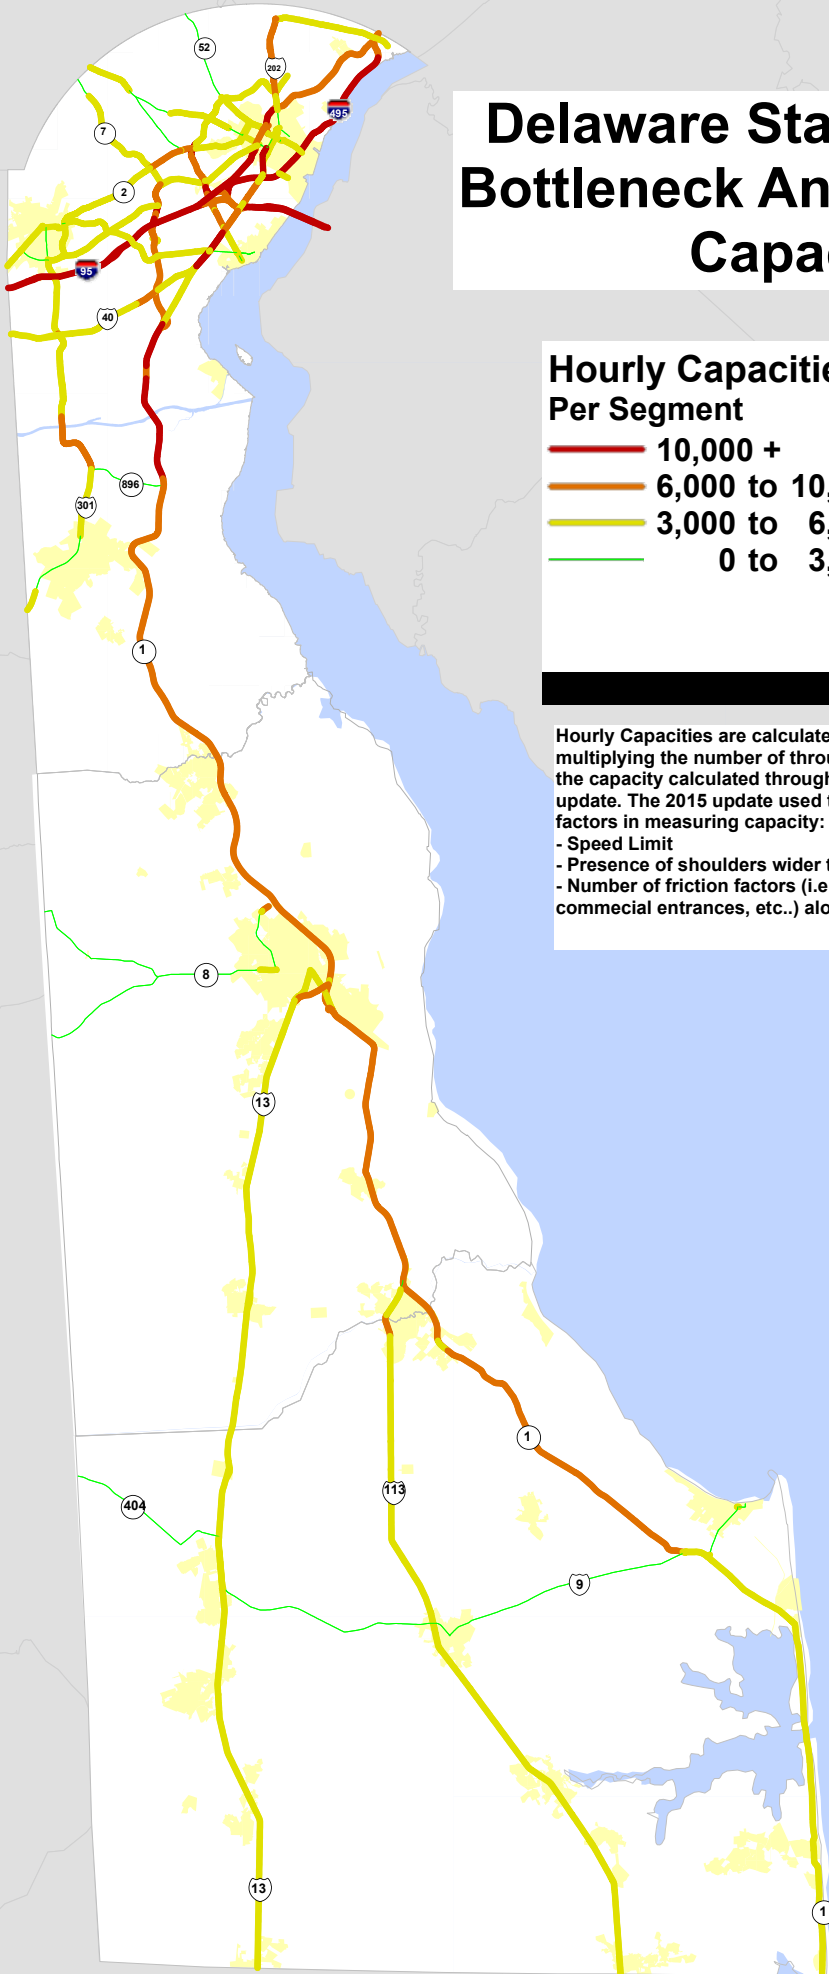 52
202
495
7
2
95
40
Delaware Sta
Bottleneck An
Capa
Hourly Capacitie
Per Segment
10,000 +
6,000 to 10,
3,000 to 6,
0 to 3,
896
301
1
Hourly Capacities are calculate
multiplying the number of throu
the capacity calculated through
update. The 2015 update used t
factors in measuring capacity:
- Speed Limit
- Presence of shoulders wider t
- Number of friction factors (i.e
commecial entrances, etc..) alo
8
13
1
113
404
9
13
1